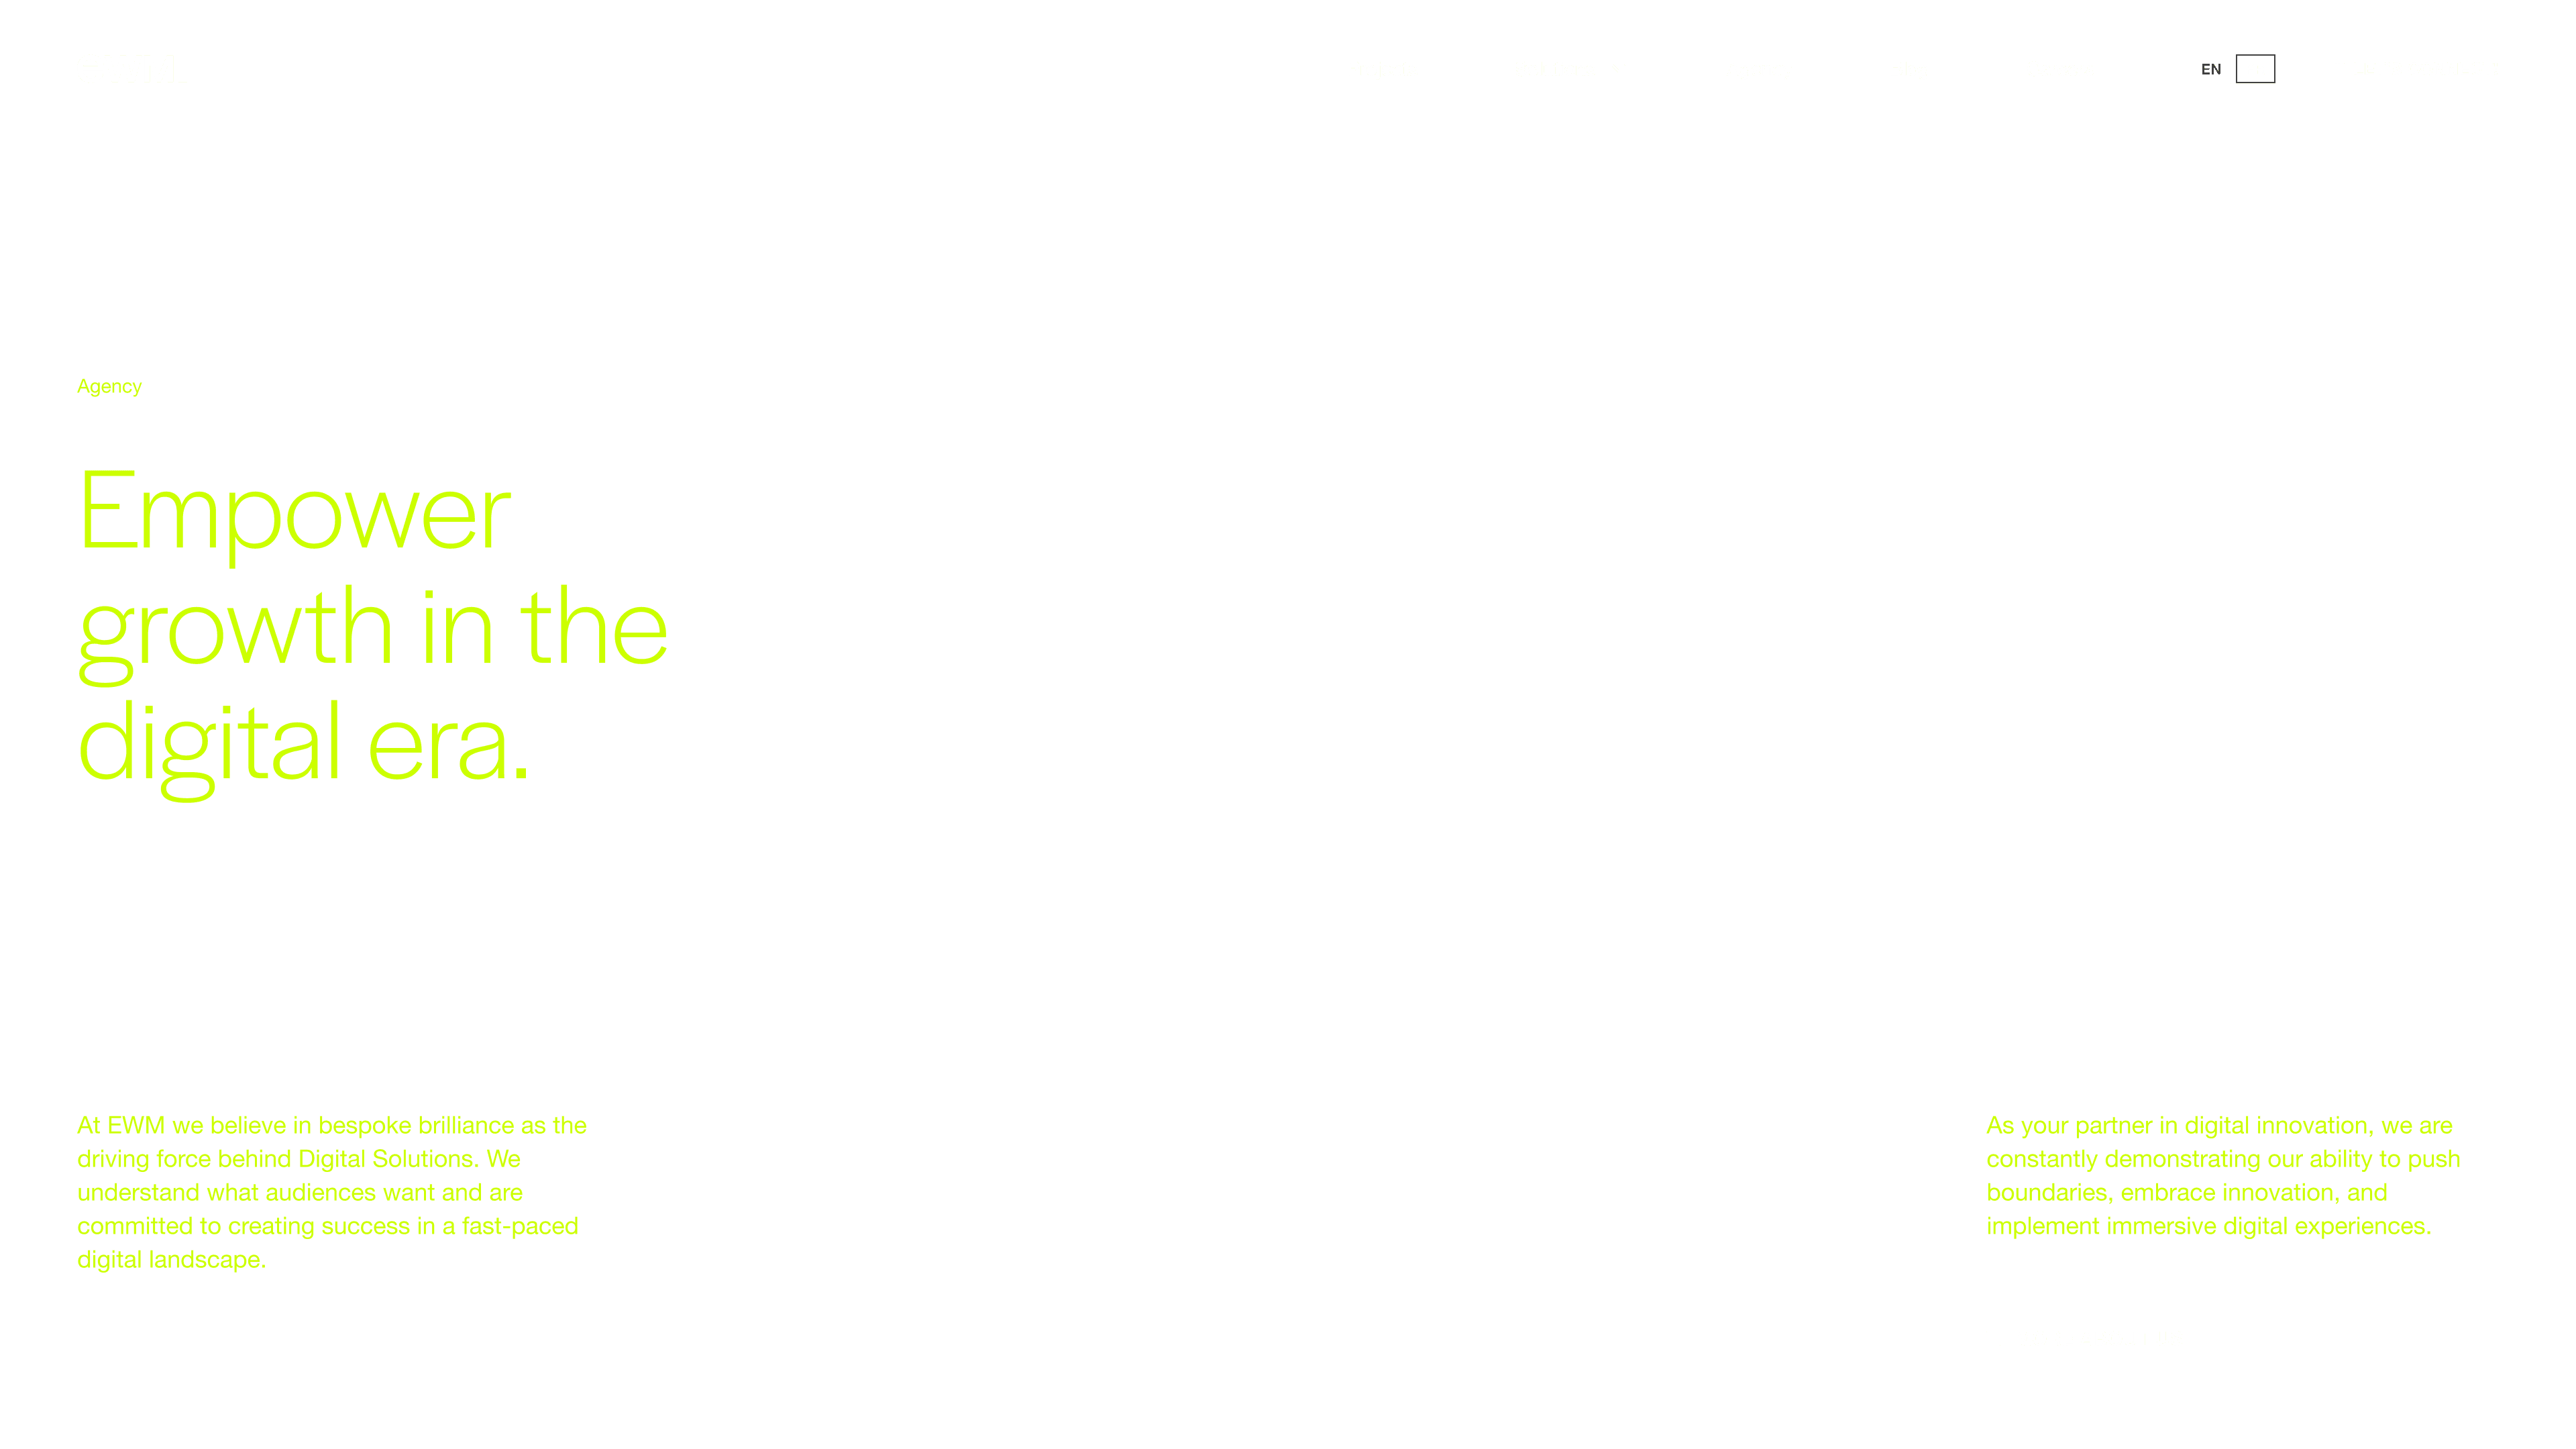 EN
Agency
Empower
growth in the
digital era.
At EWM we believe in bespoke brilliance as the
driving force behind Digital Solutions. We
understand what audiences want and are
committed to creating success in a fast-paced
digital landscape.
As your partner in digital innovation, we are
constantly demonstrating our ability to push
boundaries, embrace innovation, and
implement immersive digital experiences.